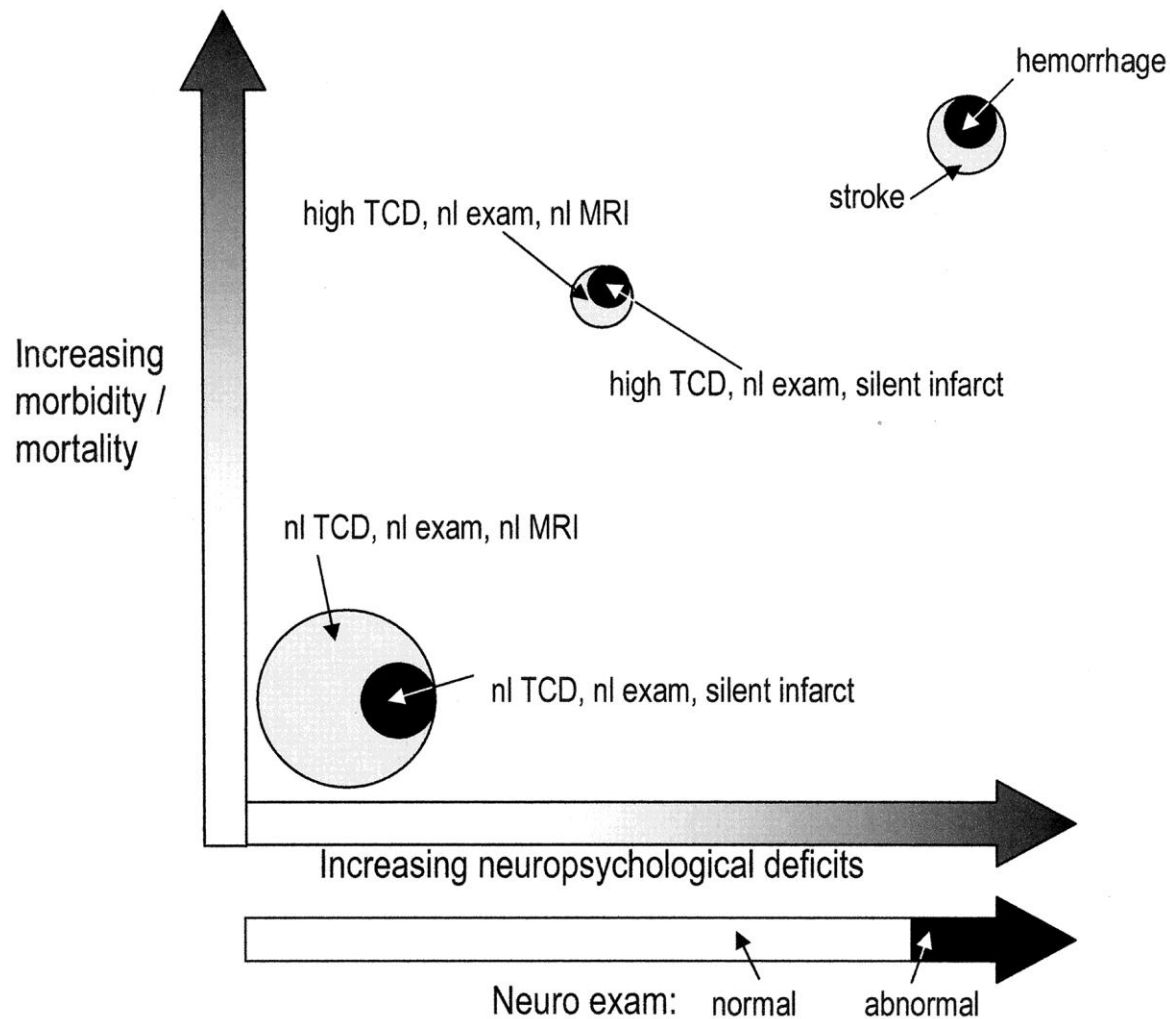 hemorrhage
stroke
high TCD, nl exam, nl MRI
high TCD, nl exam, silent infarct
Increasing
morbidity /
mortality
nl TCD, nl exam, nl MRI
nl TCD, nl exam, silent infarct
Increasing neuropsychological deficits
Neuro exam: normal abnormal